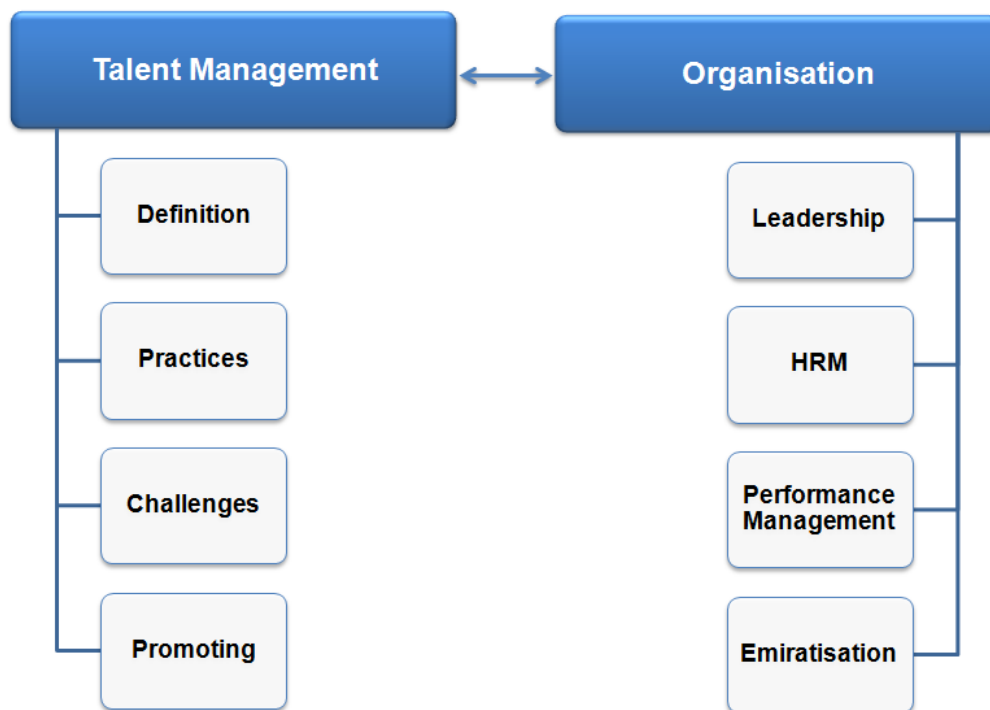 Talent Management
Organisation
Definition
Practices
Challenges
Promoting
Leadership
HRM
Performance
Management
Emiratisation